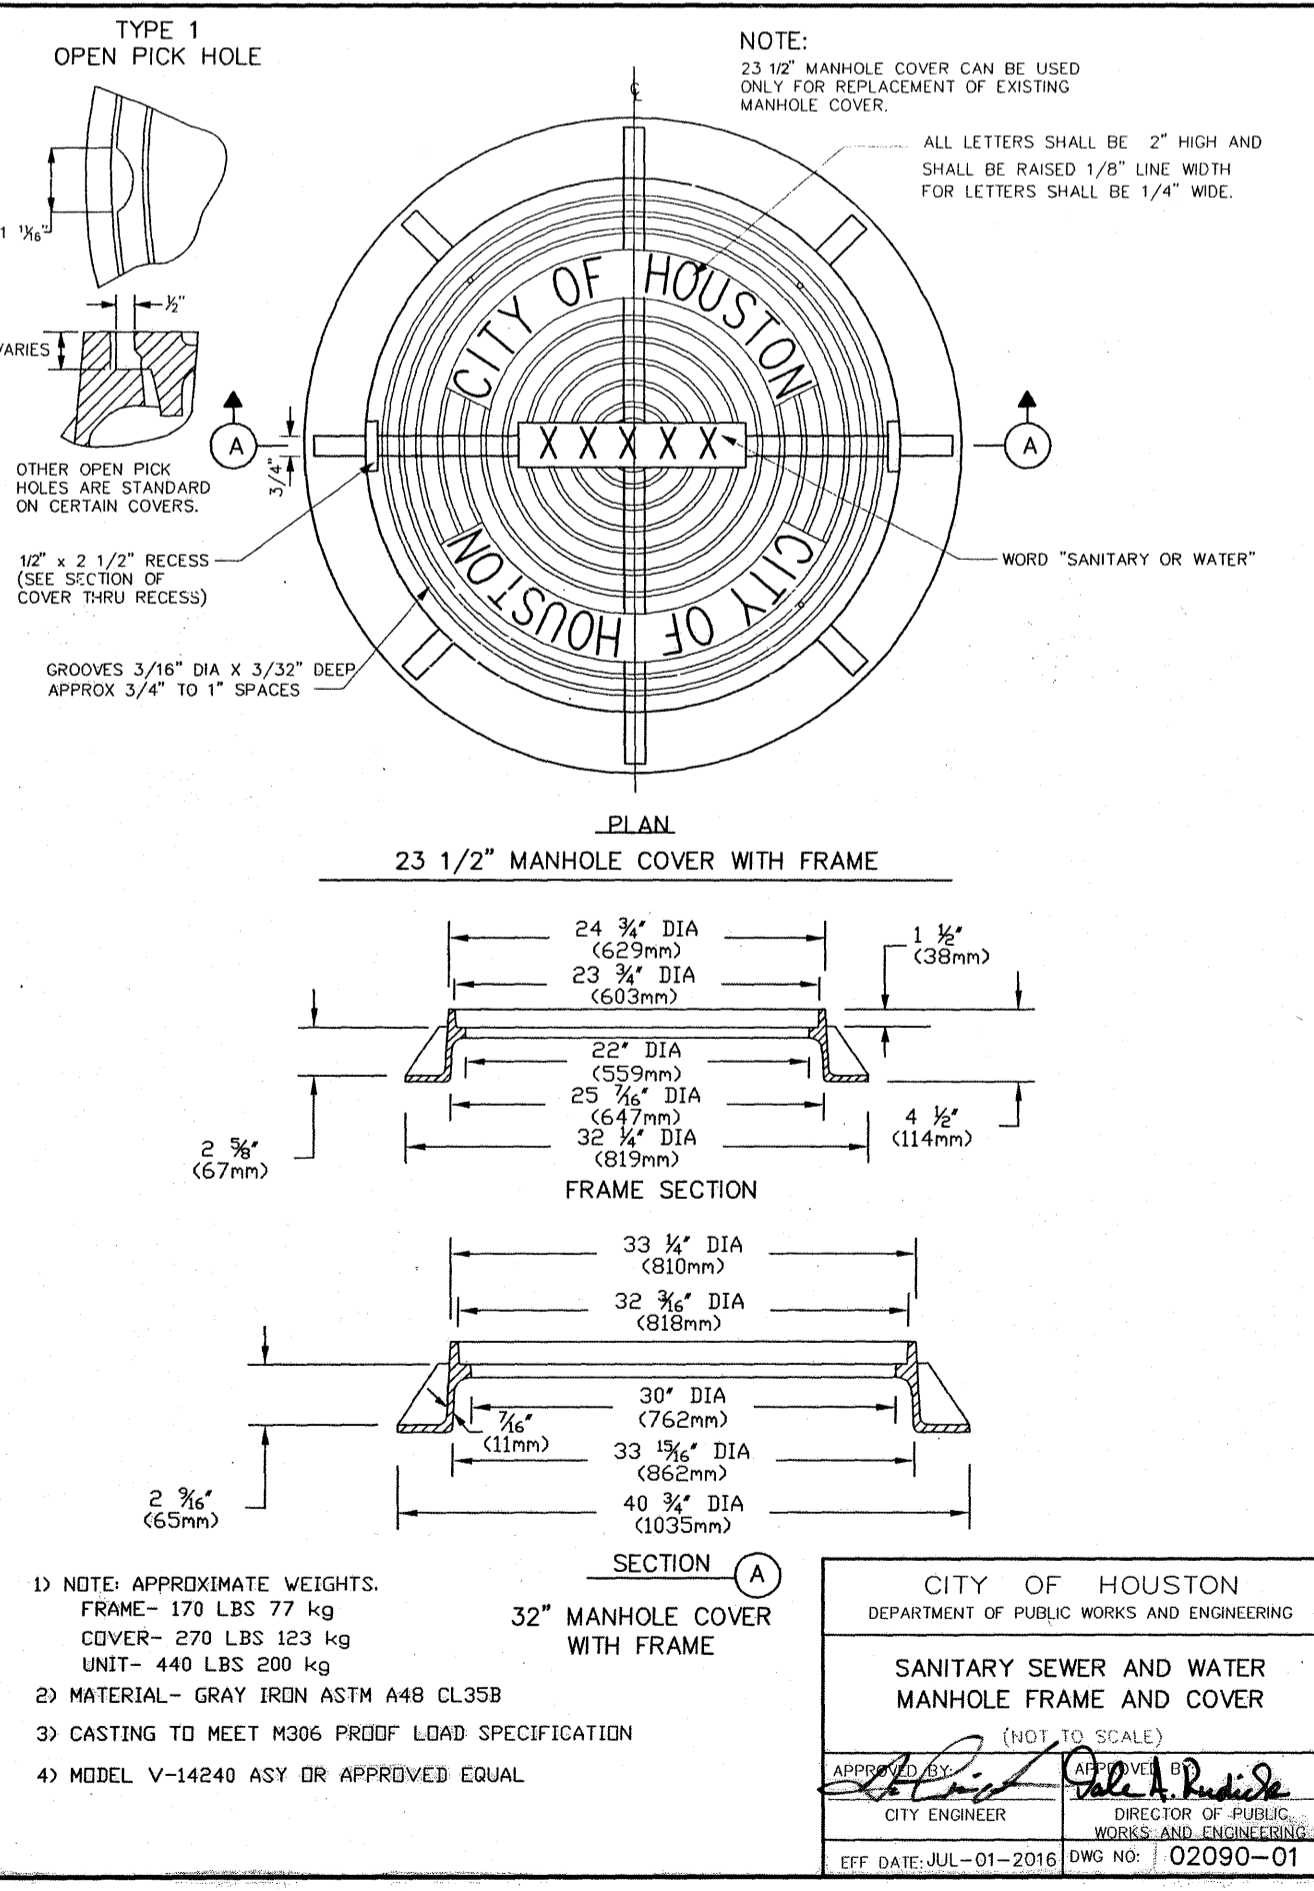 TYPE 1
OPEN PICK HOLE
1 1/16"
1/2"
VARIES
OTHER OPEN PICK
HOLES ARE STANDARD
ON CERTAIN COVERS.
1/2" x 2 1/2" RECESS
(SEE SECTION OF
COVER THRU RECESS)
GROOVES 3/16" DIA X 3/32" DEEP
APPROX 3/4" TO 1" SPACES
NOTE:
23 1/2" MANHOLE COVER CAN BE USED
ONLY FOR REPLACEMENT OF EXISTING
MANHOLE COVER.
ALL LETTERS SHALL BE 2" HIGH AND
SHALL BE RAISED 1/8" LINE WIDTH
FOR LETTERS SHALL BE 1/4" WIDE.
℄
CITY OF HOUSTON
A
3/4"
X X X X X
A
CITY OF HOUSTON
WORD "SANITARY OR WATER"
PLAN
23 1/2" MANHOLE COVER WITH FRAME
24 3/4" DIA
(629mm)
23 3/4" DIA
(603mm)
1 1/2"
(38mm)
22" DIA
(559mm)
25 7/16" DIA
(647mm)
32 1/4" DIA
(819mm)
2 5/8"
(67mm)
4 1/2"
(114mm)
FRAME SECTION
33 1/4" DIA
(810mm)
32 3/16" DIA
(818mm)
30" DIA
(762mm)
7/16"
(11mm)
33 15/16" DIA
(862mm)
40 3/4" DIA
(1035mm)
2 9/16"
(65mm)
SECTION A
32" MANHOLE COVER
WITH FRAME
1) NOTE: APPROXIMATE WEIGHTS.
FRAME- 170 LBS 77 kg
COVER- 270 LBS 123 kg
UNIT- 440 LBS 200 kg
2) MATERIAL- GRAY IRON ASTM A48 CL35B
3) CASTING TO MEET M306 PROOF LOAD SPECIFICATION
4) MODEL V-14240 ASY OR APPROVED EQUAL
CITY OF HOUSTON
DEPARTMENT OF PUBLIC WORKS AND ENGINEERING
SANITARY SEWER AND WATER
MANHOLE FRAME AND COVER
(NOT TO SCALE)
APPROVED BY:
CITY ENGINEER
APPROVED BY:
Dale A. Rudick
DIRECTOR OF PUBLIC
WORKS AND ENGINEERING
EFF DATE: JUL-01-2016
DWG NO: 02090-01